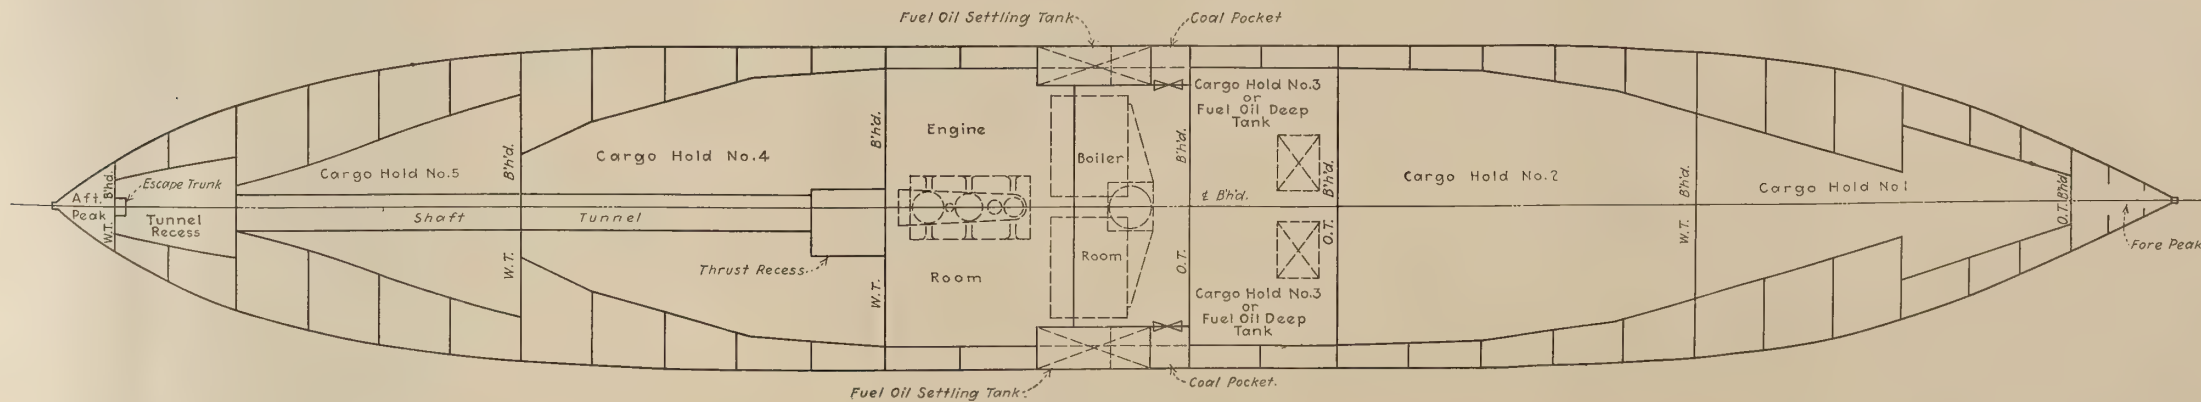 Fuel Oil Settling Tank
Coal Pocket
Aft.
Peak
W.T. B'hd.
Escape Trunk
Tunnel
Recess
Cargo Hold No.5
Shaft Tunnel
W.T. B'h'd.
Cargo Hold No.4
Thrust Recess
W.T. B'h'd.
Engine
Room
Boiler
Room
O.T. B'h'd.
Cargo Hold No.3
or
Fuel Oil Deep
Tank
℄ B'h'd.
Cargo Hold No.3
or
Fuel Oil Deep
Tank
O.T. B'h'd.
Cargo Hold No.2
W.T. B'h'd.
Cargo Hold No1
O.T. B'h'd
Fore Peak
Fuel Oil Settling Tank
Coal Pocket.